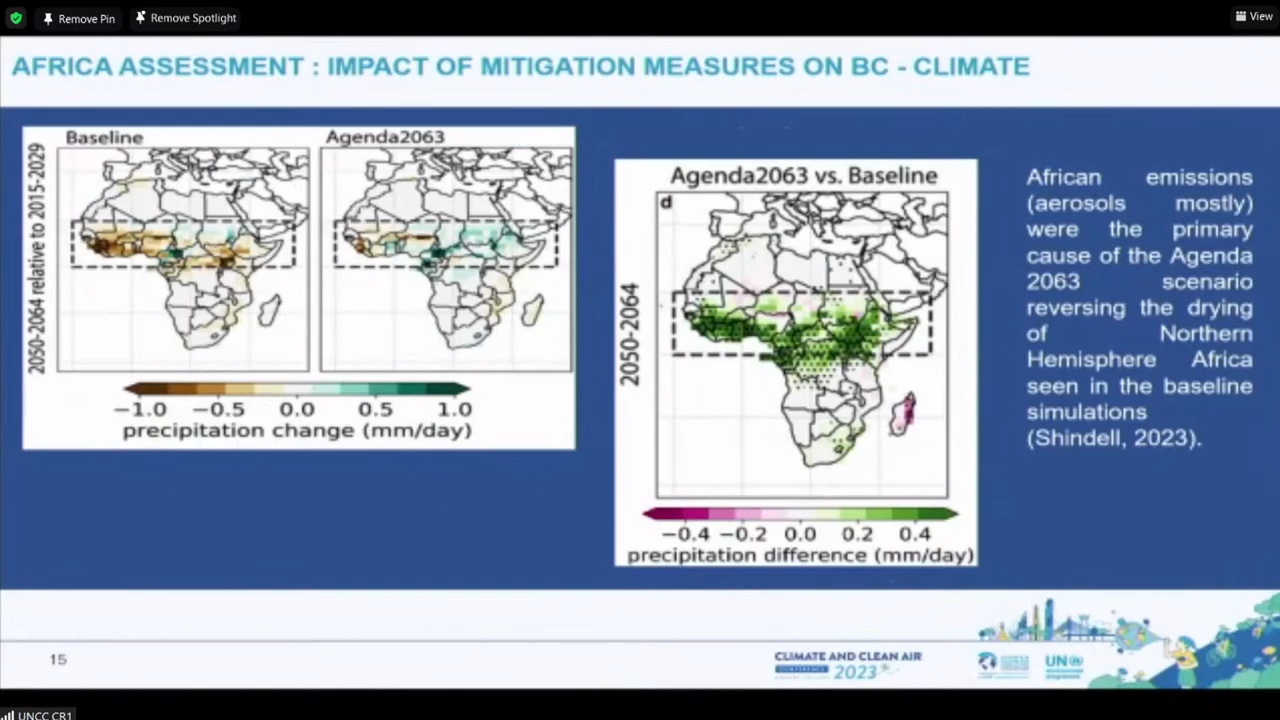 Remove Pin
Remove Spotlight
View
AFRICA ASSESSMENT : IMPACT OF MITIGATION MEASURES ON BC - CLIMATE
Baseline
Agenda2063
2050-2064 relative to 2015-2029
−1.0 −0.5 0.0 0.5 1.0
precipitation change (mm/day)
Agenda2063 vs. Baseline
d
2050-2064
−0.4 −0.2 0.0 0.2 0.4
precipitation difference (mm/day)
African emissions
(aerosols mostly)
were the primary
cause of the Agenda
2063 scenario
reversing the drying
of Northern
Hemisphere Africa
seen in the baseline
simulations
(Shindell, 2023).
15
CLIMATE AND CLEAN AIR
CONFERENCE 2023
UN
UNCC CR1